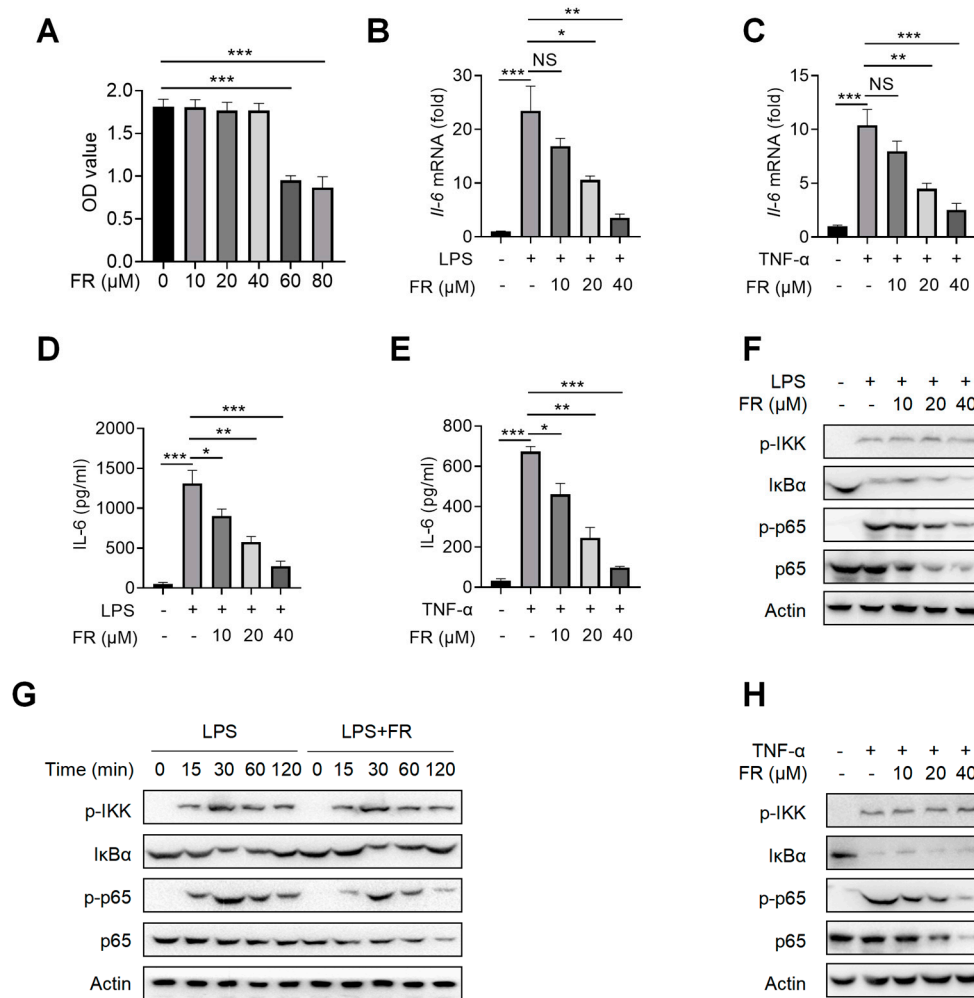 A
***
***
OD value
2.0
1.5
1.0
0.5
0.0
FR (µM) 0 10 20 40 60 80
B
**
*
*** NS
Il-6 mRNA (fold)
30
20
10
0
LPS - + + + +
FR (µM) - - 10 20 40
C
***
**
*** NS
Il-6 mRNA (fold)
15
10
5
0
TNF-α - + + + +
FR (µM) - - 10 20 40
D
***
**
*** *
IL-6 (pg/ml)
2000
1500
1000
500
0
LPS - + + + +
FR (µM) - - 10 20 40
E
***
**
*** *
IL-6 (pg/ml)
800
600
400
200
0
TNF-α - + + + +
FR (µM) - - 10 20 40
F
LPS - + + + +
FR (µM) - - 10 20 40
p-IKK
IκBα
p-p65
p65
Actin
G
LPS LPS+FR
Time (min) 0 15 30 60 120 0 15 30 60 120
p-IKK
IκBα
p-p65
p65
Actin
H
TNF-α - + + + +
FR (µM) - - 10 20 40
p-IKK
IκBα
p-p65
p65
Actin